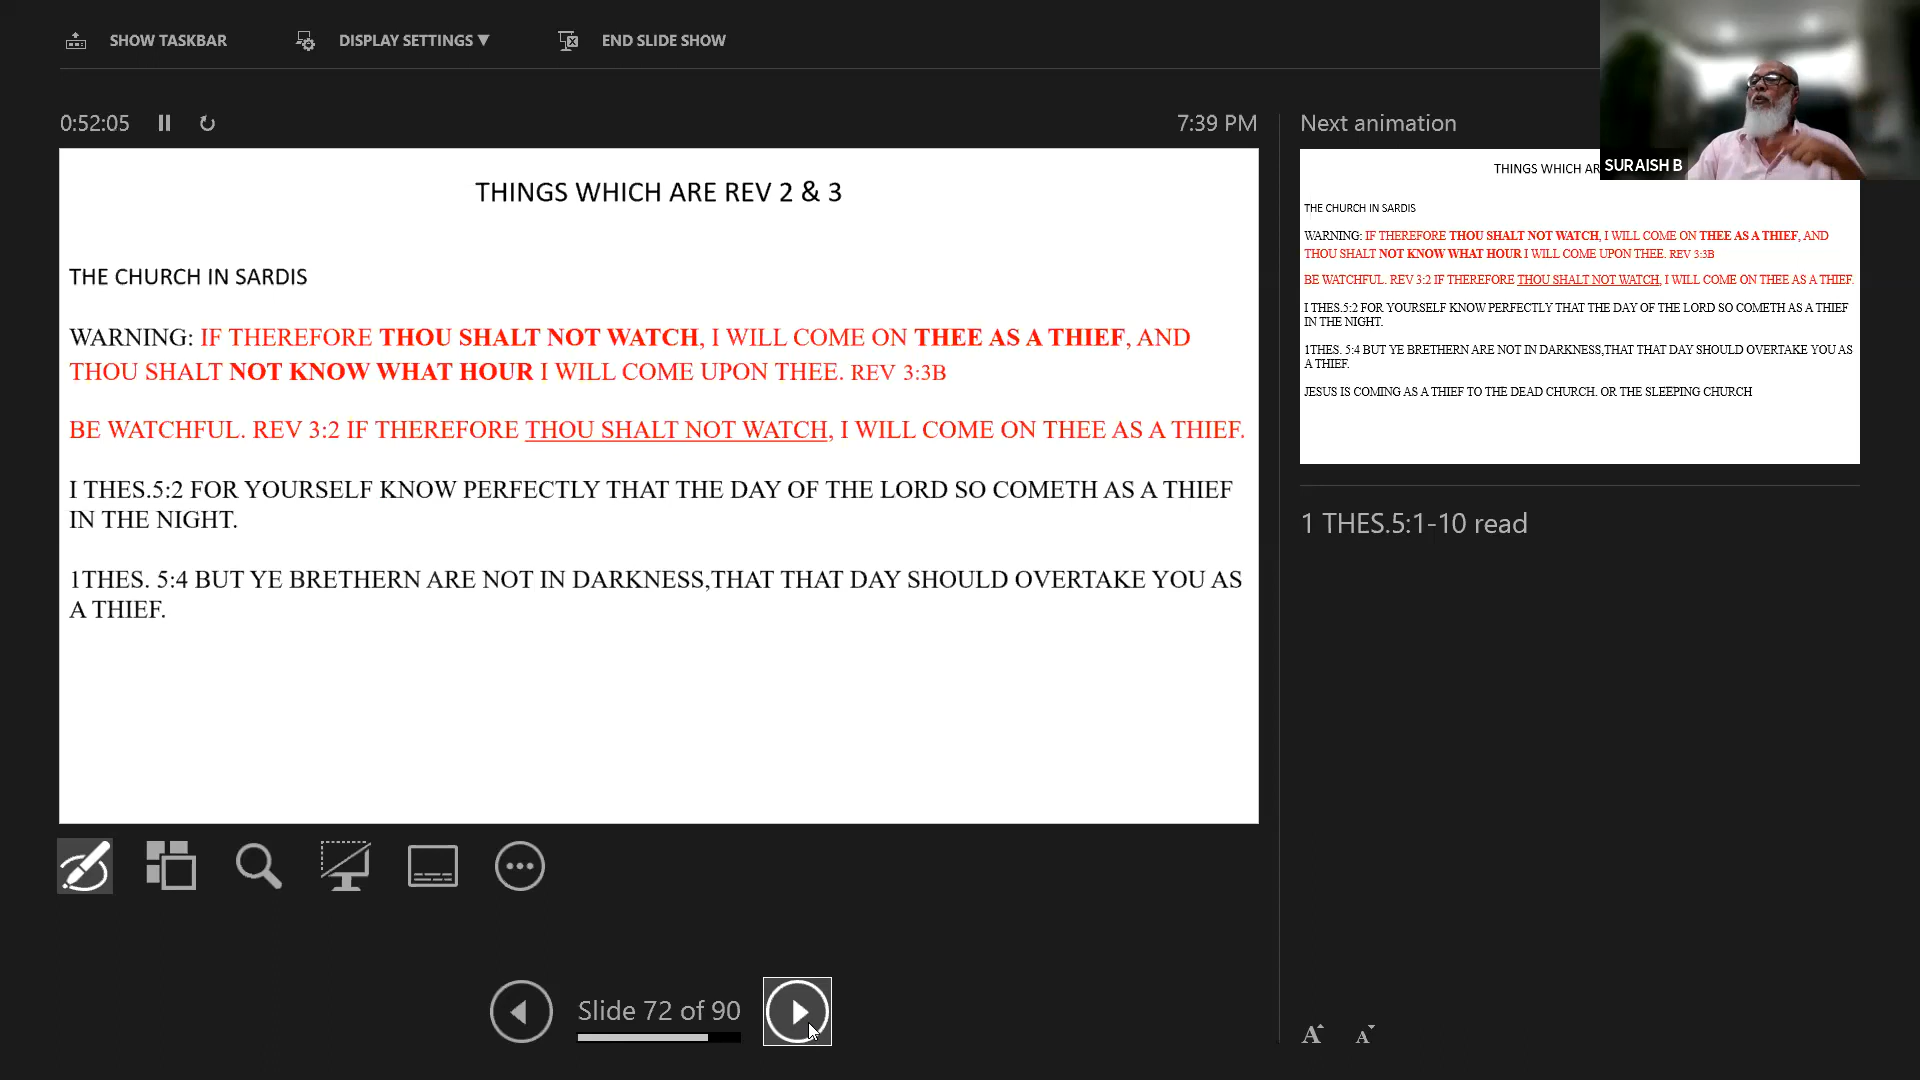 SHOW TASKBAR
DISPLAY SETTINGS ▼
END SLIDE SHOW
0:52:05
7:39 PM
THINGS WHICH ARE REV 2 & 3
THE CHURCH IN SARDIS
WARNING: IF THEREFORE THOU SHALT NOT WATCH, I WILL COME ON THEE AS A THIEF, AND
THOU SHALT NOT KNOW WHAT HOUR I WILL COME UPON THEE. REV 3:3B
BE WATCHFUL. REV 3:2 IF THEREFORE THOU SHALT NOT WATCH, I WILL COME ON THEE AS A THIEF.
I THES.5:2 FOR YOURSELF KNOW PERFECTLY THAT THE DAY OF THE LORD SO COMETH AS A THIEF
IN THE NIGHT.
1THES. 5:4 BUT YE BRETHERN ARE NOT IN DARKNESS,THAT THAT DAY SHOULD OVERTAKE YOU AS
A THIEF.
Slide 72 of 90
Next animation
SURAISH B
THINGS WHICH AR
THE CHURCH IN SARDIS
WARNING: IF THEREFORE THOU SHALT NOT WATCH, I WILL COME ON THEE AS A THIEF, AND
THOU SHALT NOT KNOW WHAT HOUR I WILL COME UPON THEE. REV 3:3B
BE WATCHFUL. REV 3:2 IF THEREFORE THOU SHALT NOT WATCH, I WILL COME ON THEE AS A THIEF.
I THES.5:2 FOR YOURSELF KNOW PERFECTLY THAT THE DAY OF THE LORD SO COMETH AS A THIEF
IN THE NIGHT.
1THES. 5:4 BUT YE BRETHERN ARE NOT IN DARKNESS,THAT THAT DAY SHOULD OVERTAKE YOU AS
A THIEF.
JESUS IS COMING AS A THIEF TO THE DEAD CHURCH. OR THE SLEEPING CHURCH
1 THES.5:1-10 read
A A